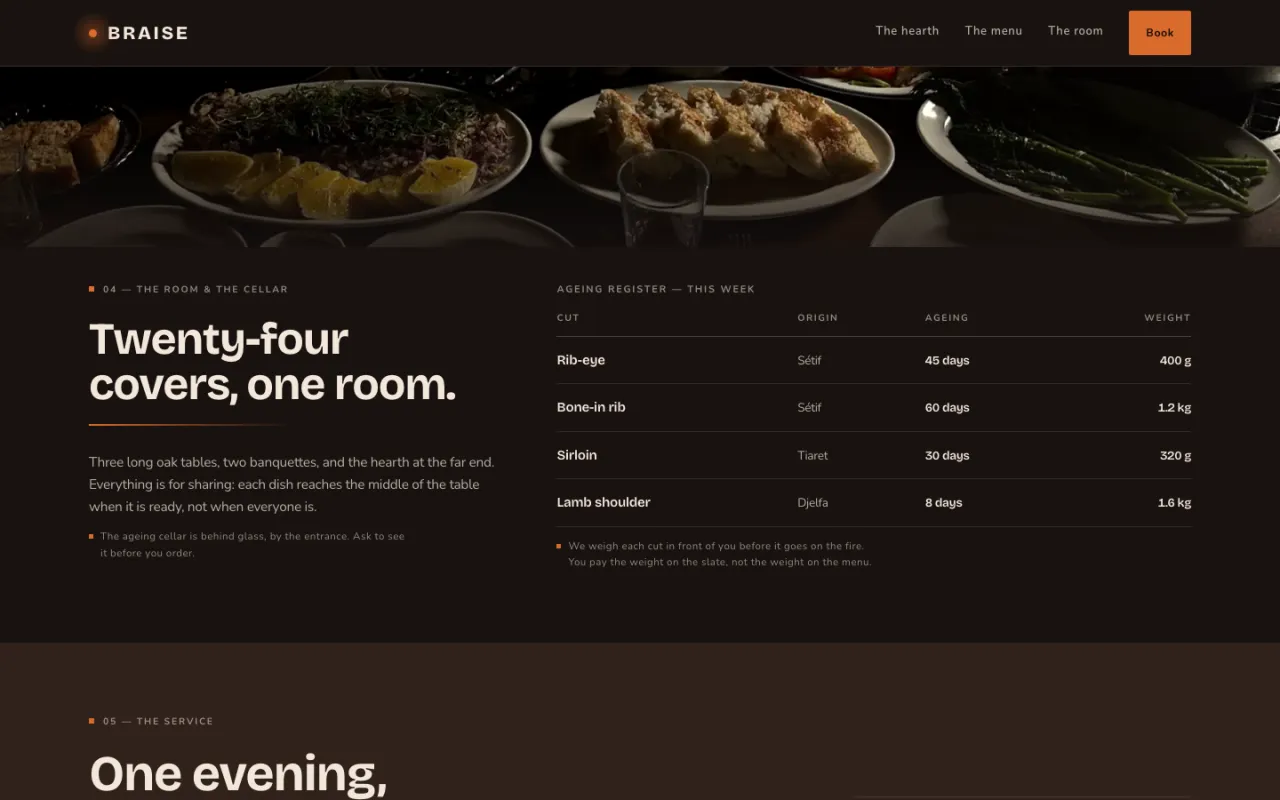 BRAISE
The hearth
The menu
The room
Book
04 — THE ROOM & THE CELLAR
Twenty-four
covers, one room.
Three long oak tables, two banquettes, and the hearth at the far end.
Everything is for sharing: each dish reaches the middle of the table
when it is ready, not when everyone is.
The ageing cellar is behind glass, by the entrance. Ask to see
it before you order.
AGEING REGISTER — THIS WEEK
CUT ORIGIN AGEING WEIGHT
Rib-eye Sétif 45 days 400 g
Bone-in rib Sétif 60 days 1.2 kg
Sirloin Tiaret 30 days 320 g
Lamb shoulder Djelfa 8 days 1.6 kg
We weigh each cut in front of you before it goes on the fire.
You pay the weight on the slate, not the weight on the menu.
05 — THE SERVICE
One evening,